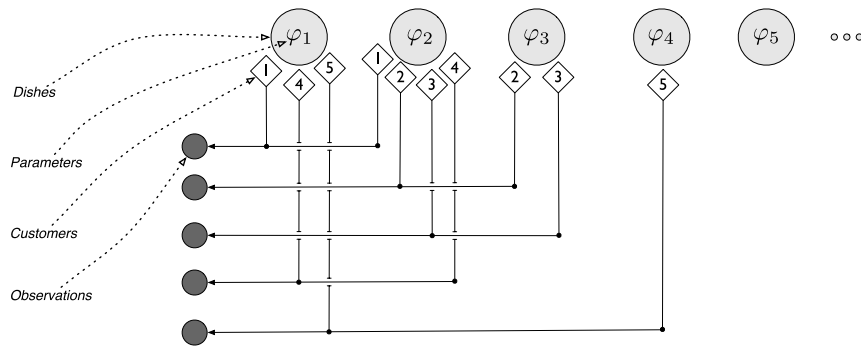 φ1 φ2 φ3 φ4 φ5
1 5 1 4
4 2 3 2 3 5
Dishes
Parameters
Customers
Observations